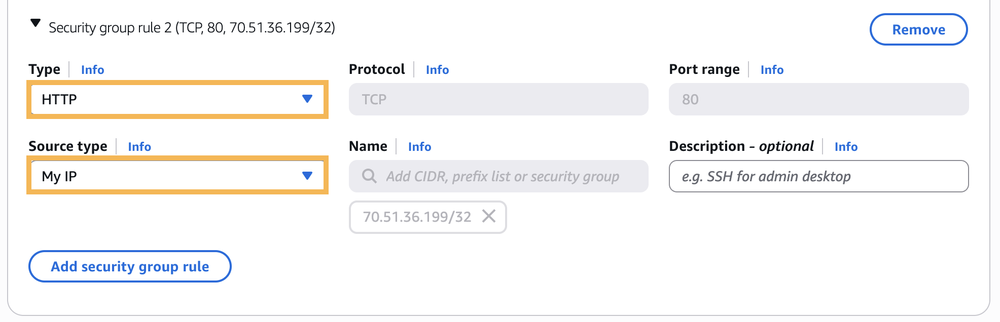 Security group rule 2 (TCP, 80, 70.51.36.199/32)
Remove
Type Info
Protocol Info
Port range Info
HTTP
TCP
80
Source type Info
Name Info
Description - optional Info
My IP
Add CIDR, prefix list or security group
e.g. SSH for admin desktop
70.51.36.199/32
Add security group rule